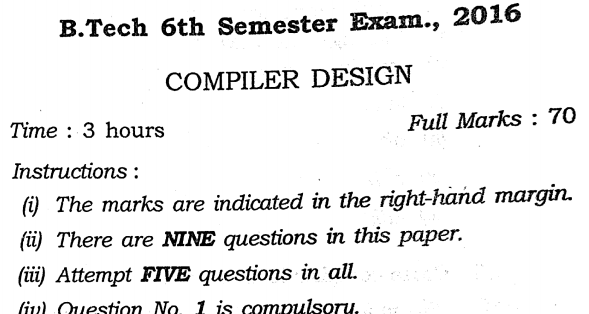 B.Tech 6th Semester Exam., 2016
COMPILER DESIGN
Time : 3 hours
Full Marks : 70
Instructions :
(i) The marks are indicated in the right-hand margin.
(ii) There are NINE questions in this paper.
(iii) Attempt FIVE questions in all.
(iv) Question No. 1 is compulsory.